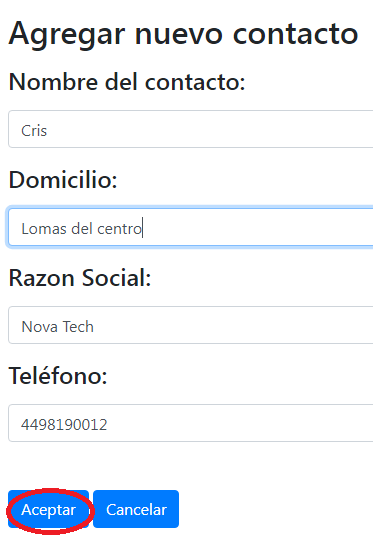 Agregar nuevo contacto
Nombre del contacto:
Cris
Domicilio:
Lomas del centro
Razon Social:
Nova Tech
Teléfono:
4498190012
Aceptar Cancelar